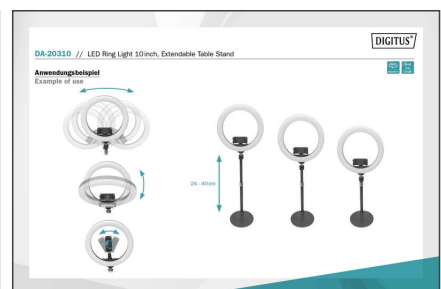 DIGITUS®
DA-20310 // LED Ring Light 10 inch, Extendable Table Stand
Anwendungsbeispiel
Example of use
24 - 40 cm